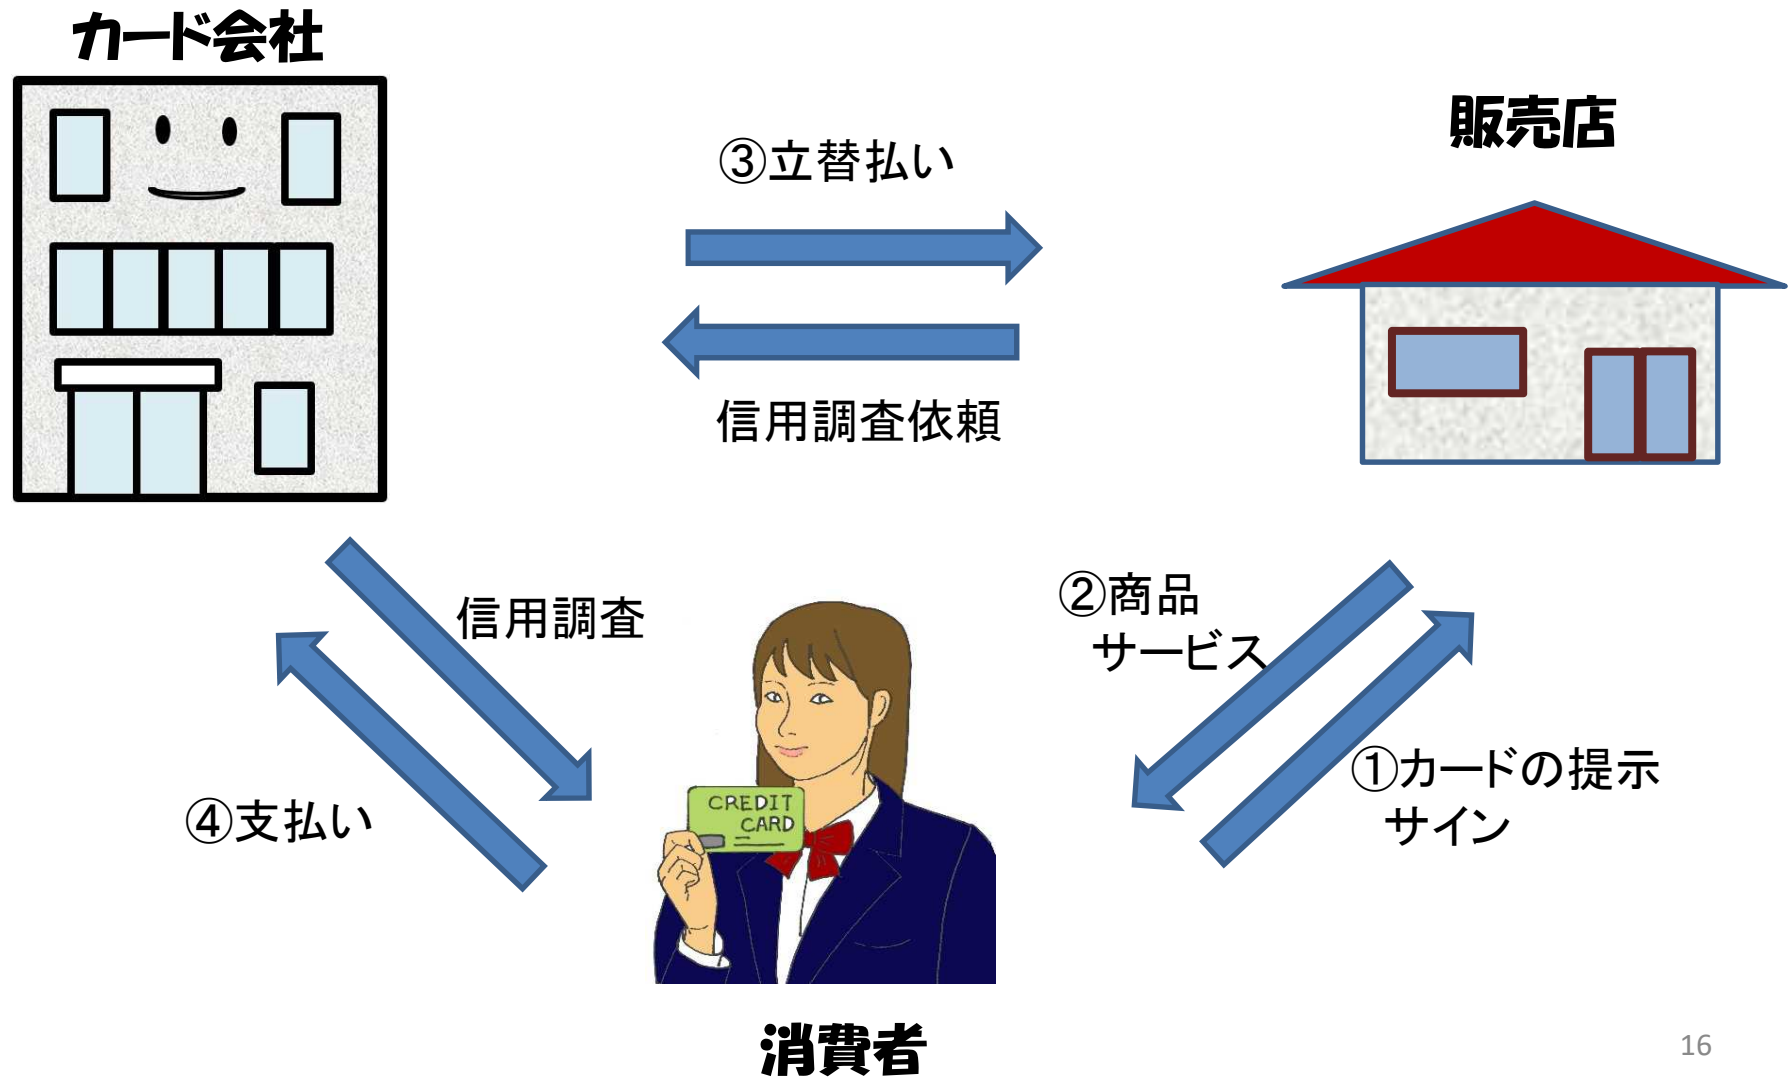 カード会社
販売店
③立替払い
信用調査依頼
信用調査
②商品
サービス
①カードの提示
サイン
④支払い
CREDIT
CARD
消費者
16